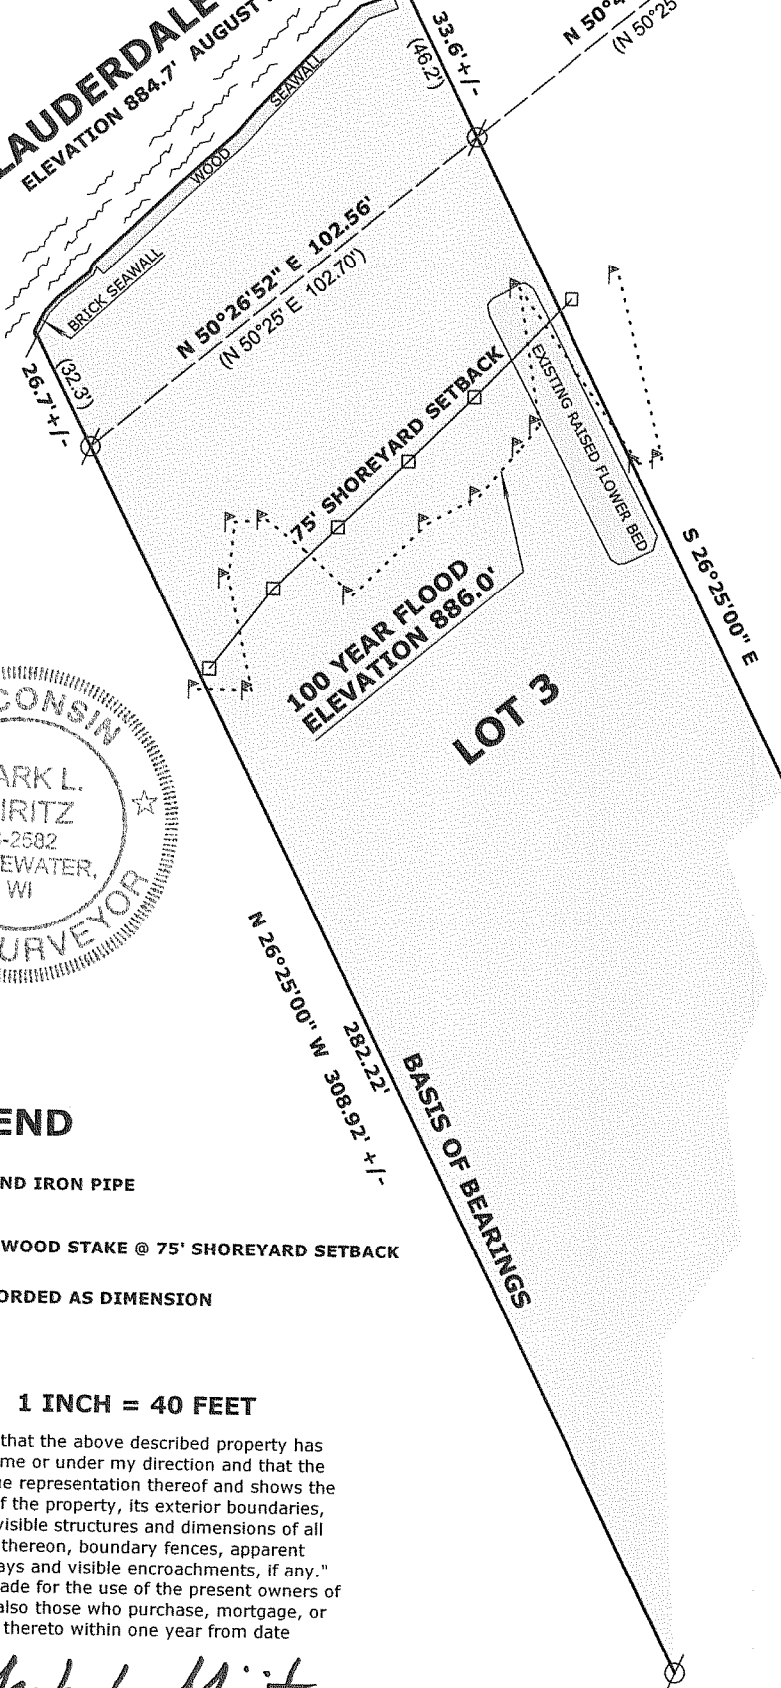 LAUDERDALE
ELEVATION 884.7' AUGUST
33.6'+/-
(46.2')
(N 50°25'
SEAWALL
WOOD
BRICK SEAWALL
N 50°26'52" E 102.56'
(N 50°25' E 102.70')
26.7'+/-
(32.3')
75' SHOREYARD SETBACK
EXISTING RAISED FLOWER BED
100 YEAR FLOOD
ELEVATION 886.0'
S 26°25'00" E
LOT 3
CONSIN
ARK L.
IRITZ
-2582
EWATER,
WI
URVEYOR
N 26°25'00" W 308.92' +/-
282.22'
BASIS OF BEARINGS
END
ND IRON PIPE
WOOD STAKE @ 75' SHOREYARD SETBACK
ORDED AS DIMENSION
1 INCH = 40 FEET
that the above described property has
me or under my direction and that the
e representation thereof and shows the
f the property, its exterior boundaries,
visible structures and dimensions of all
thereon, boundary fences, apparent
ays and visible encroachments, if any."
ade for the use of the present owners of
also those who purchase, mortgage, or
thereto within one year from date